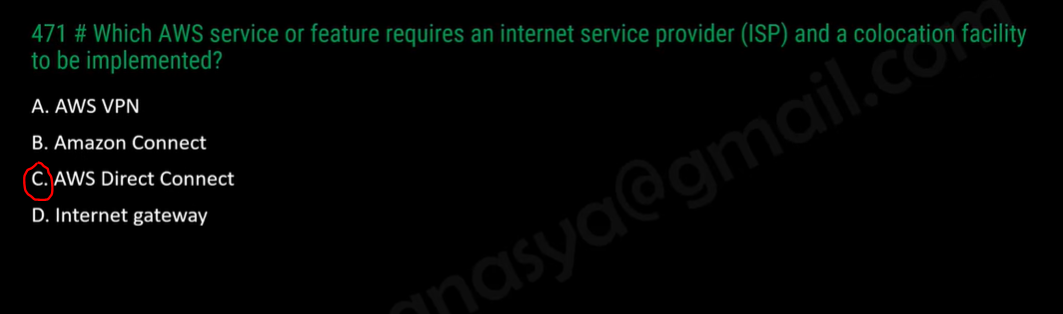 471 # Which AWS service or feature requires an internet service provider (ISP) and a colocation facility
to be implemented?
A. AWS VPN
B. Amazon Connect
C. AWS Direct Connect
D. Internet gateway